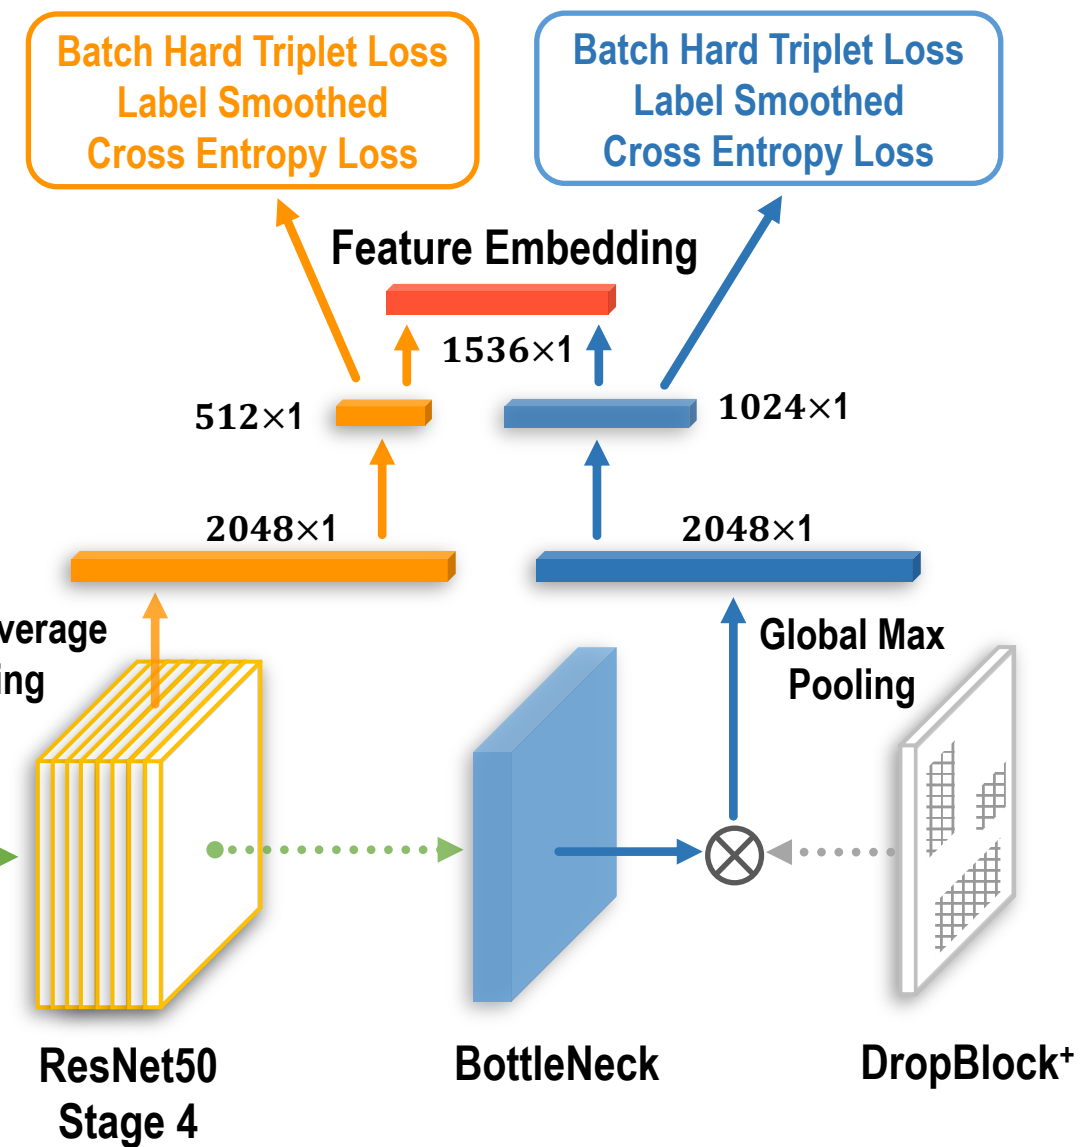 Batch Hard Triplet Loss
Label Smoothed
Cross Entropy Loss
Batch Hard Triplet Loss
Label Smoothed
Cross Entropy Loss
Feature Embedding
1536×1
512×1
1024×1
2048×1
2048×1
verage
ing
Global Max
Pooling
ResNet50
Stage 4
BottleNeck
DropBlock⁺